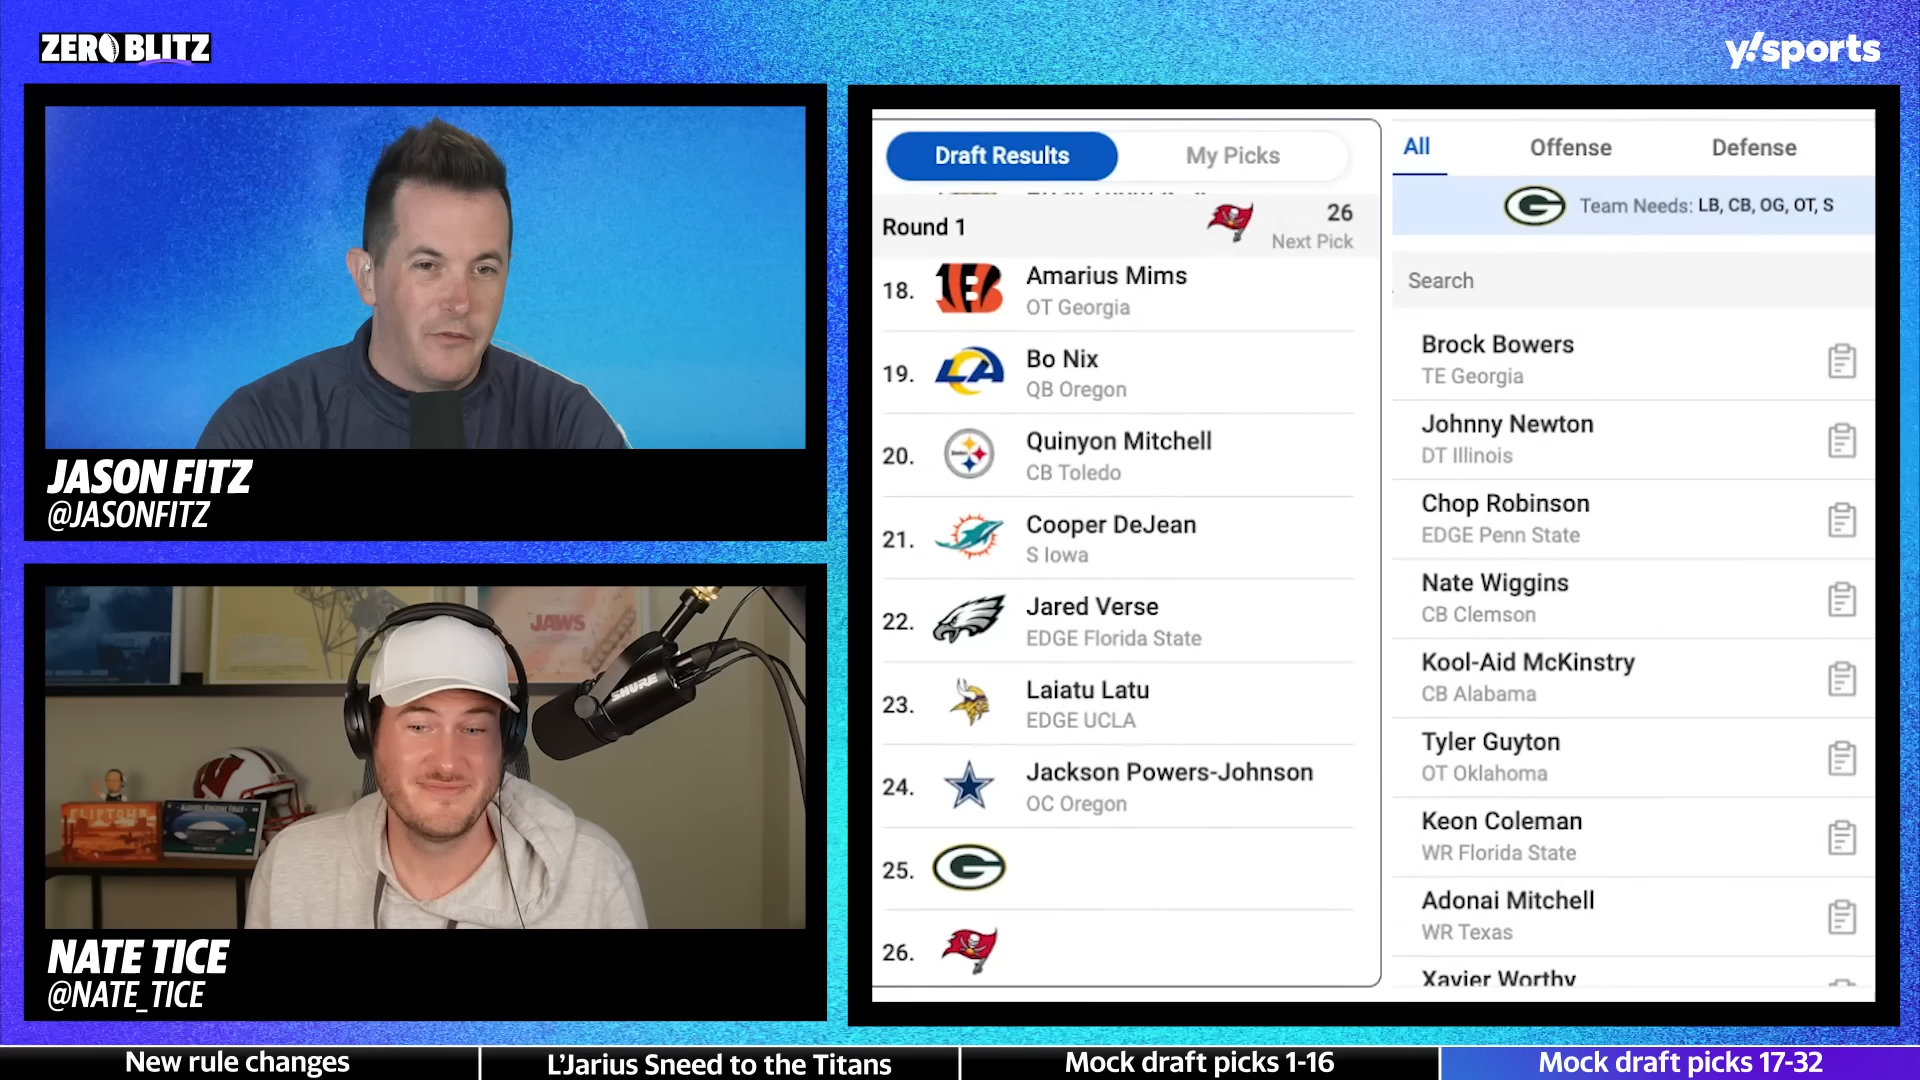 ZERO BLITZ
y!sports
JASON FITZ
@JASONFITZ
JAWS
SHURE
FLIPTOWN
NATE TICE
@NATE_TICE
Draft Results
My Picks
Round 1
26
Next Pick
18.
Amarius Mims
OT Georgia
19.
LA
Bo Nix
QB Oregon
20.
Quinyon Mitchell
CB Toledo
21.
Cooper DeJean
S Iowa
22.
Jared Verse
EDGE Florida State
23.
Laiatu Latu
EDGE UCLA
24.
Jackson Powers-Johnson
OC Oregon
25.
G
26.
All
Offense
Defense
G
Team Needs: LB, CB, OG, OT, S
Search
Brock Bowers
TE Georgia
Johnny Newton
DT Illinois
Chop Robinson
EDGE Penn State
Nate Wiggins
CB Clemson
Kool-Aid McKinstry
CB Alabama
Tyler Guyton
OT Oklahoma
Keon Coleman
WR Florida State
Adonai Mitchell
WR Texas
Xavier Worthy
New rule changes
L'Jarius Sneed to the Titans
Mock draft picks 1-16
Mock draft picks 17-32